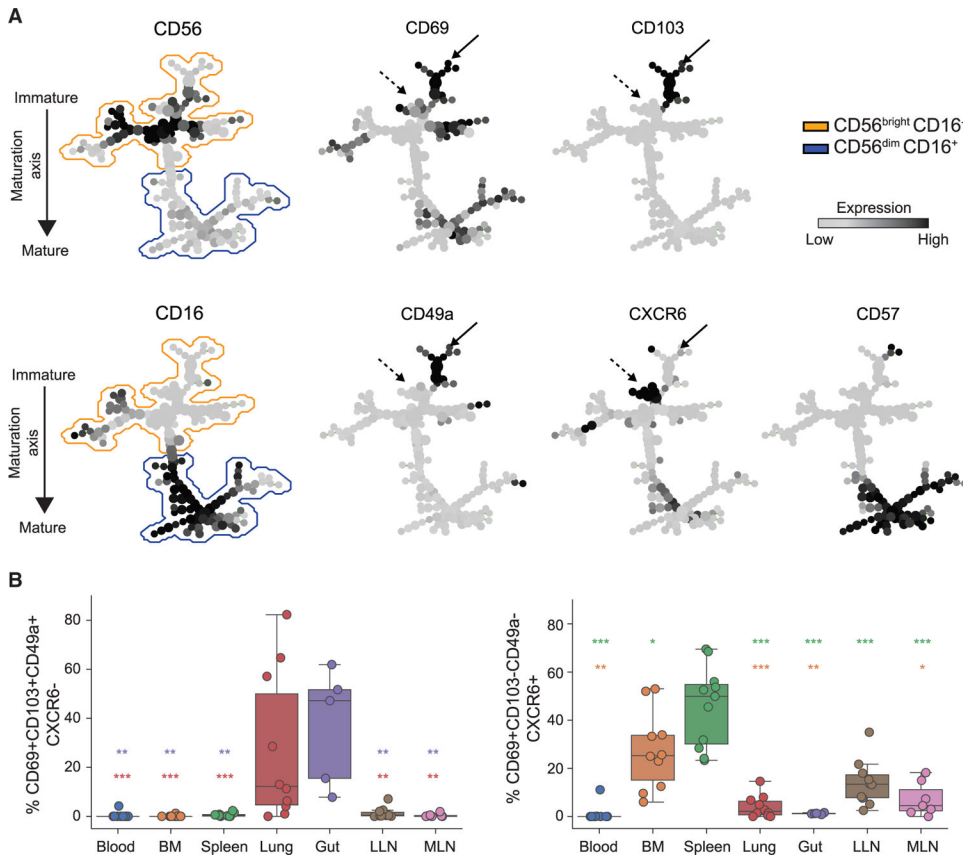 A
CD56
CD69
CD103
Immature
Maturation axis
Mature
CD56bright CD16-
CD56dim CD16+
Expression
Low High
CD16
CD49a
CXCR6
CD57
Immature
Maturation axis
Mature
B
% CD69+CD103+CD49a+
CXCR6-
80
60
40
20
0
** ** ** ** **
*** *** *** ** **
Blood BM Spleen Lung Gut LLN MLN
% CD69+CD103-CD49a-
CXCR6+
80
60
40
20
0
*** * *** *** *** ***
** *** ** *
Blood BM Spleen Lung Gut LLN MLN